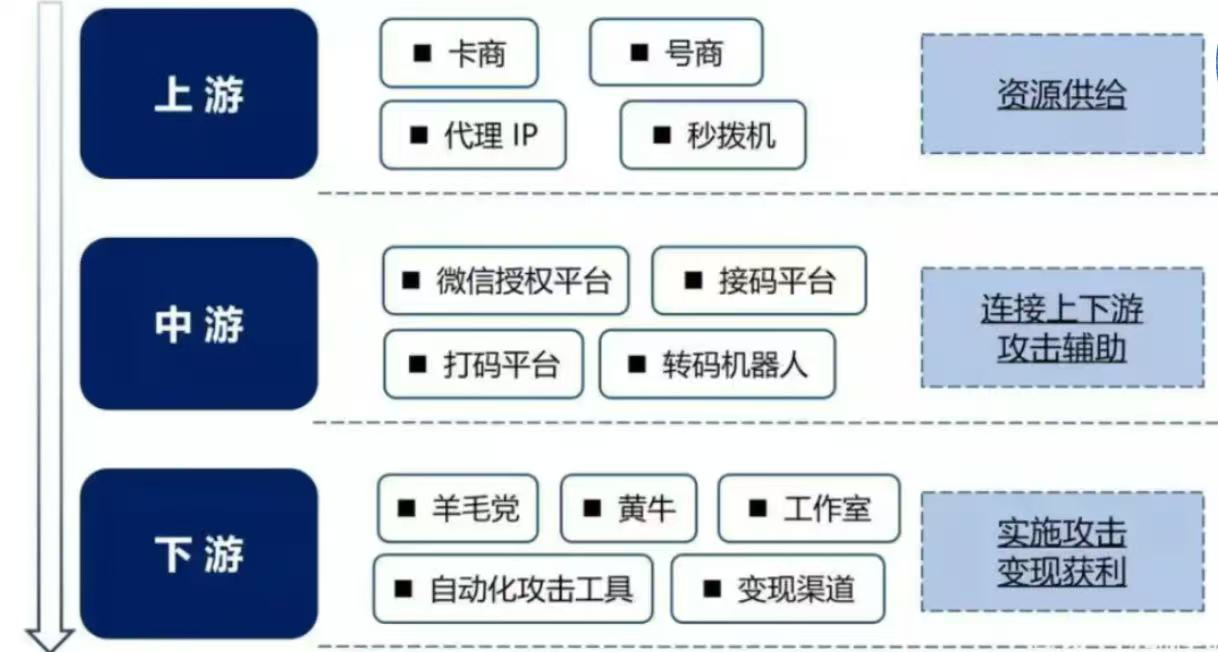 上游
■ 卡商
■ 号商
■ 代理 IP
■ 秒拨机
资源供给
中游
■ 微信授权平台
■ 接码平台
■ 打码平台
■ 转码机器人
连接上下游
攻击辅助
下游
■ 羊毛党
■ 黄牛
■ 工作室
■ 自动化攻击工具
■ 变现渠道
实施攻击
变现获利